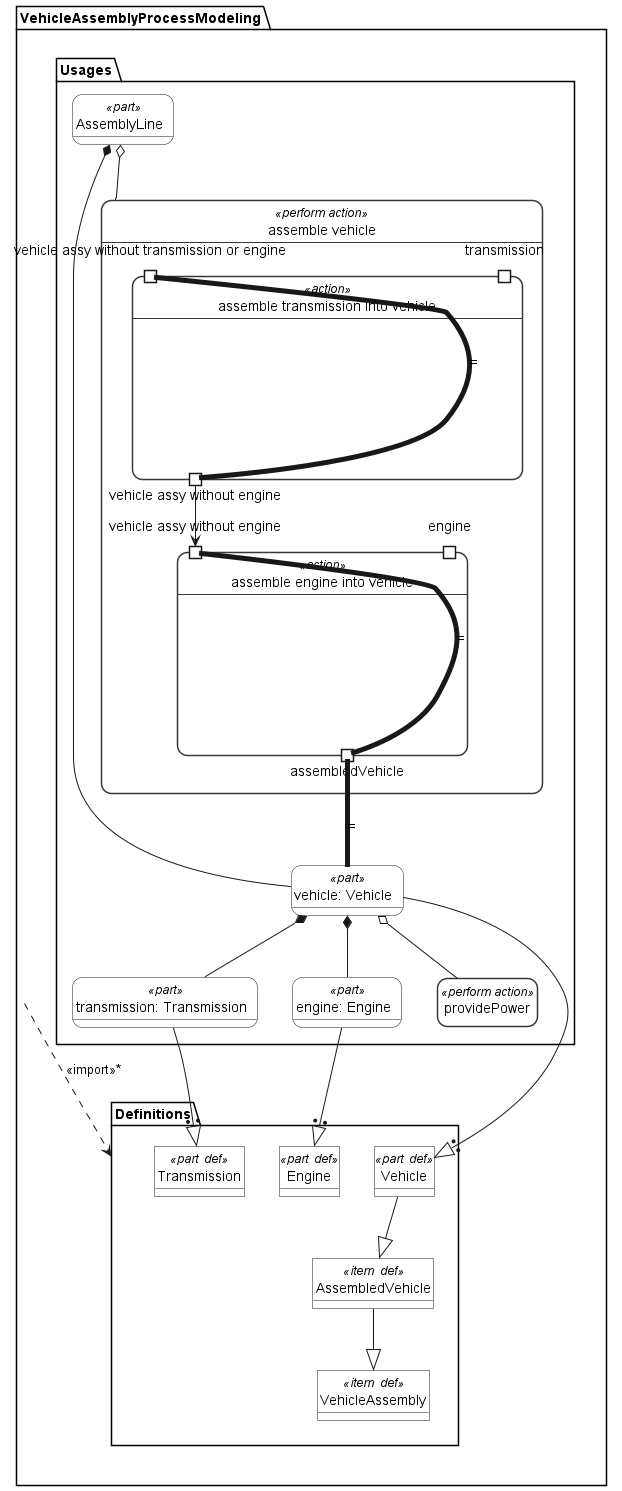 VehicleAssemblyProcessModeling
Usages
«part»
AssemblyLine
«perform action»
assemble vehicle
vehicle assy without transmission or engine
transmission
«action»
assemble transmission into vehicle
=
vehicle assy without engine
vehicle assy without engine
engine
«action»
assemble engine into vehicle
=
assembledVehicle
=
«part»
vehicle: Vehicle
«part»
transmission: Transmission
«part»
engine: Engine
«perform action»
providePower
«import»*
Definitions
«part def»
Transmission
«part def»
Engine
«part def»
Vehicle
«item def»
AssembledVehicle
«item def»
VehicleAssembly